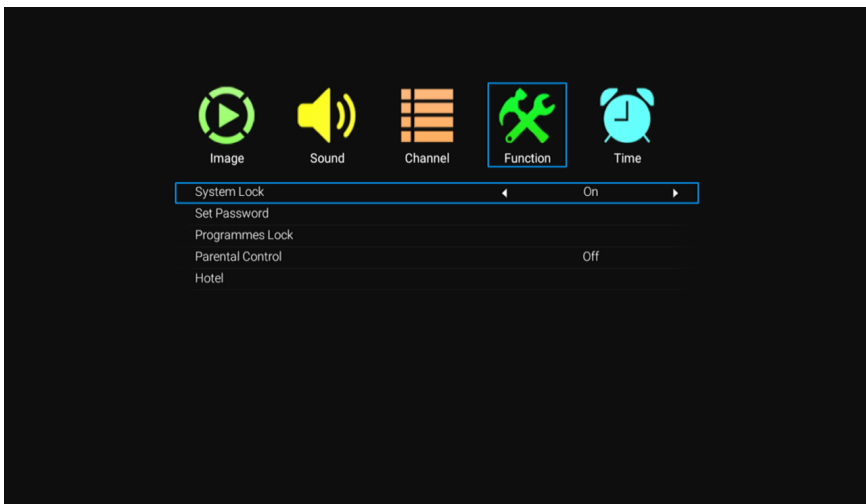 Image Sound Channel Function Time
System Lock On
Set Password
Programmes Lock
Parental Control Off
Hotel